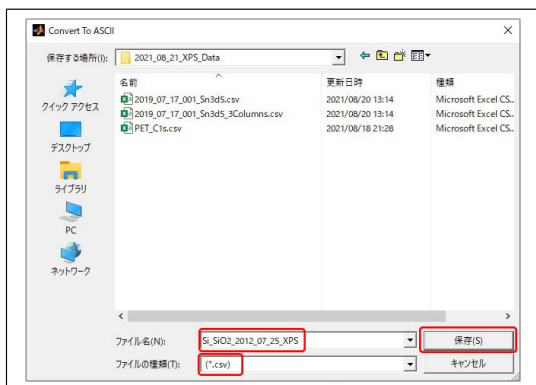 Convert To ASCII
保存する場所(I): 2021_08_21_XPS_Data
名前 更新日時 種類
2019_07_17_001_Sn3d5.csv 2021/08/20 13:14 Microsoft Excel CS..
2019_07_17_001_Sn3d5_3Columns.csv 2021/08/20 13:14 Microsoft Excel CS..
PET_C1s.csv 2021/08/18 21:28 Microsoft Excel CS..
クイック アクセス
デスクトップ
ライブラリ
PC
ネットワーク
ファイル名(N): Si_SiO2_2012_07_25_XPS 保存(S)
ファイルの種類(T): (*.csv) キャンセル